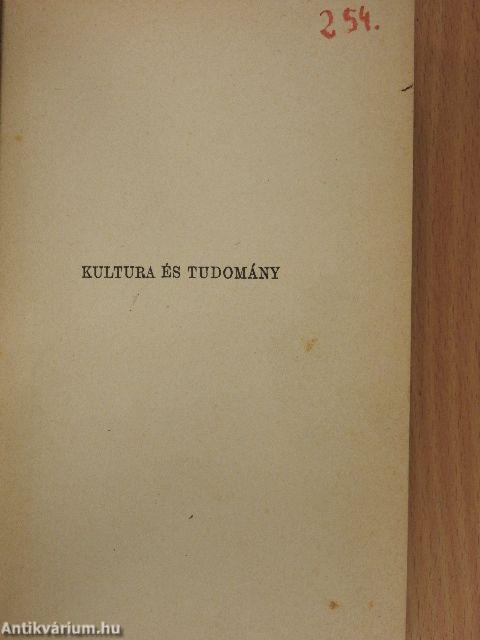 254.
KULTURA ÉS TUDOMÁNY
Antikvárium.hu